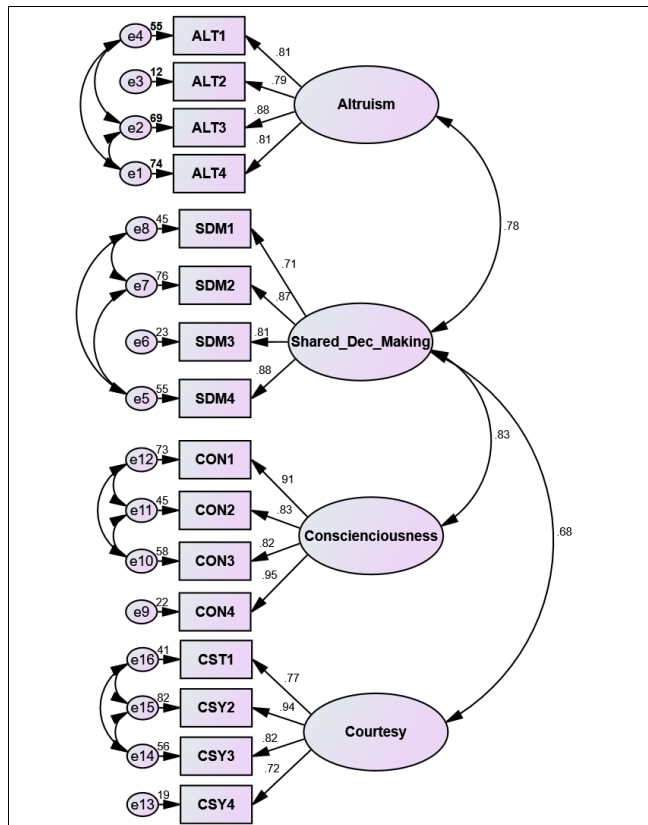 e4 55 ALT1
.81
e3 12 ALT2 .79
Altruism
e2 69 ALT3 .88
.81
e1 74 ALT4
.78
e8 45 SDM1
.71
e7 76 SDM2
.87
e6 23 SDM3 .81 Shared_Dec_Making
.88
e5 55 SDM4
.83
e12 73 CON1
91
e11 45 CON2 .83
Conscienciousness .68
e10 58 CON3 .82
.95
e9 22 CON4
e16 41 CST1
.77
e15 82 CSY2 .94
Courtesy
e14 56 CSY3 .82
.72
e13 19 CSY4